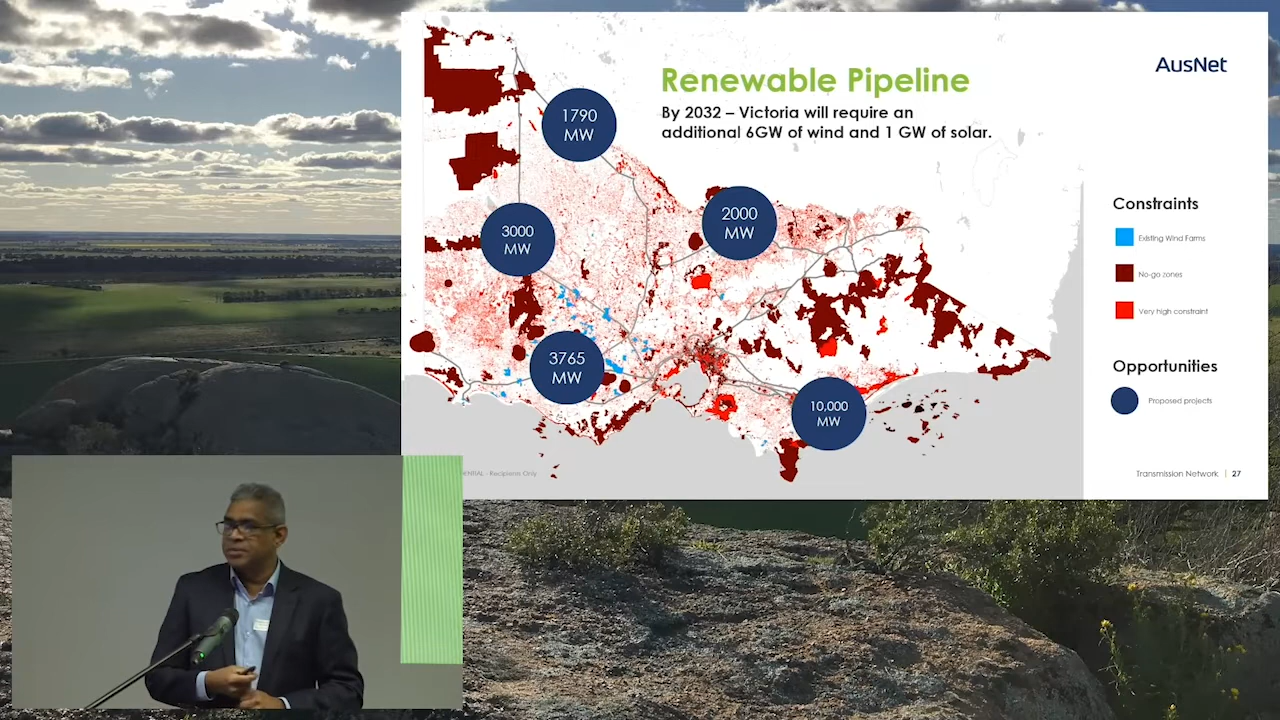 AusNet
Renewable Pipeline
By 2032 – Victoria will require an
additional 6GW of wind and 1 GW of solar.
1790
MW
2000
MW
3000
MW
3765
MW
10,000
MW
Constraints
Existing Wind Farms
No-go zones
Very high constraint
Opportunities
Proposed projects
- Recipients Only
Transmission Network | 27